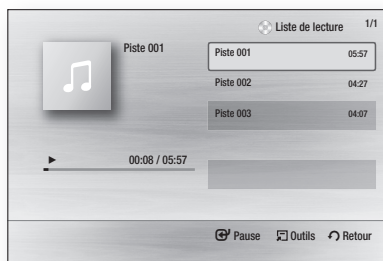 Liste de lecture 1/1
Piste 001
Piste 001 05:57
Piste 002 04:27
Piste 003 04:07
00:08 / 05:57
Pause Outils Retour